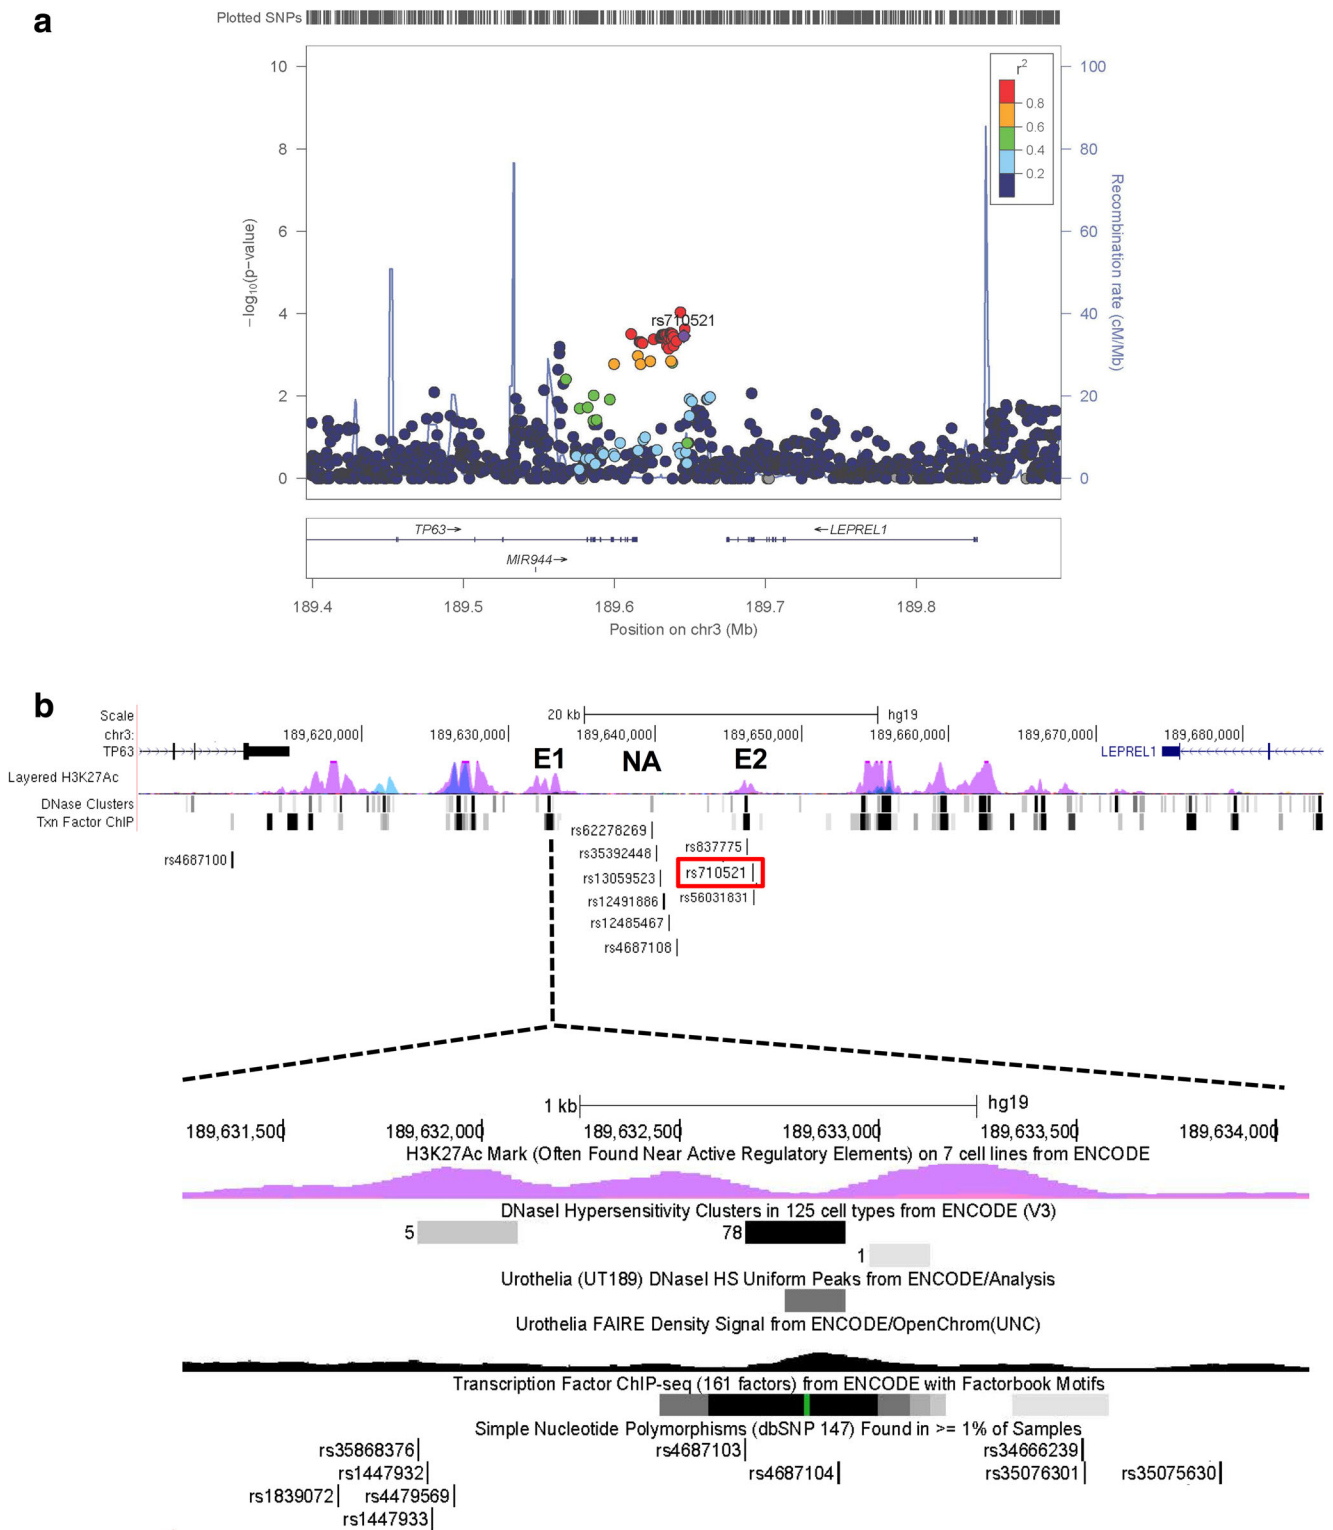 a
Plotted SNPs
10
8
6
4
2
0
−log10(p−value)
100
80
60
40
20
0
Recombination rate (cM/Mb)
r2
0.8
0.6
0.4
0.2
rs710521
TP63
LEPREL1
MIR944
189.4 189.5 189.6 189.7 189.8
Position on chr3 (Mb)
b
Scale 20 kb hg19
chr3: 189,620,000 189,630,000 189,640,000 189,650,000 189,660,000 189,670,000 189,680,000
TP63 LEPREL1
E1 NA E2
Layered H3K27Ac
DNase Clusters
Txn Factor ChIP
rs62278269
rs837775
rs35392448
rs4687100
rs710521
rs13059523
rs56031831
rs12491886
rs12485467
rs4687108
1 kb hg19
189,631,500 189,632,000 189,632,500 189,633,000 189,633,500 189,634,000
H3K27Ac Mark (Often Found Near Active Regulatory Elements) on 7 cell lines from ENCODE
DNaseI Hypersensitivity Clusters in 125 cell types from ENCODE (V3)
5 78
1
Urothelia (UT189) DNaseI HS Uniform Peaks from ENCODE/Analysis
Urothelia FAIRE Density Signal from ENCODE/OpenChrom(UNC)
Transcription Factor ChIP-seq (161 factors) from ENCODE with Factorbook Motifs
Simple Nucleotide Polymorphisms (dbSNP 147) Found in >= 1% of Samples
rs35868376 rs4687103 rs34666239
rs1447932 rs4687104 rs35076301 rs35075630
rs1839072 rs4479569
rs1447933